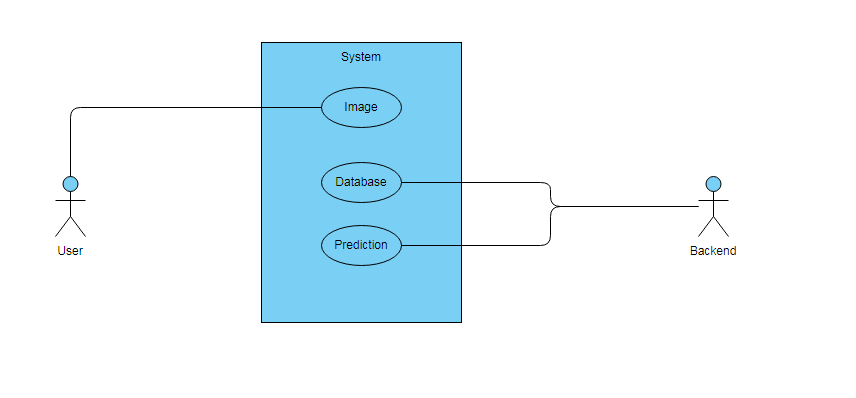 System
Image
Database
Prediction
User
Backend